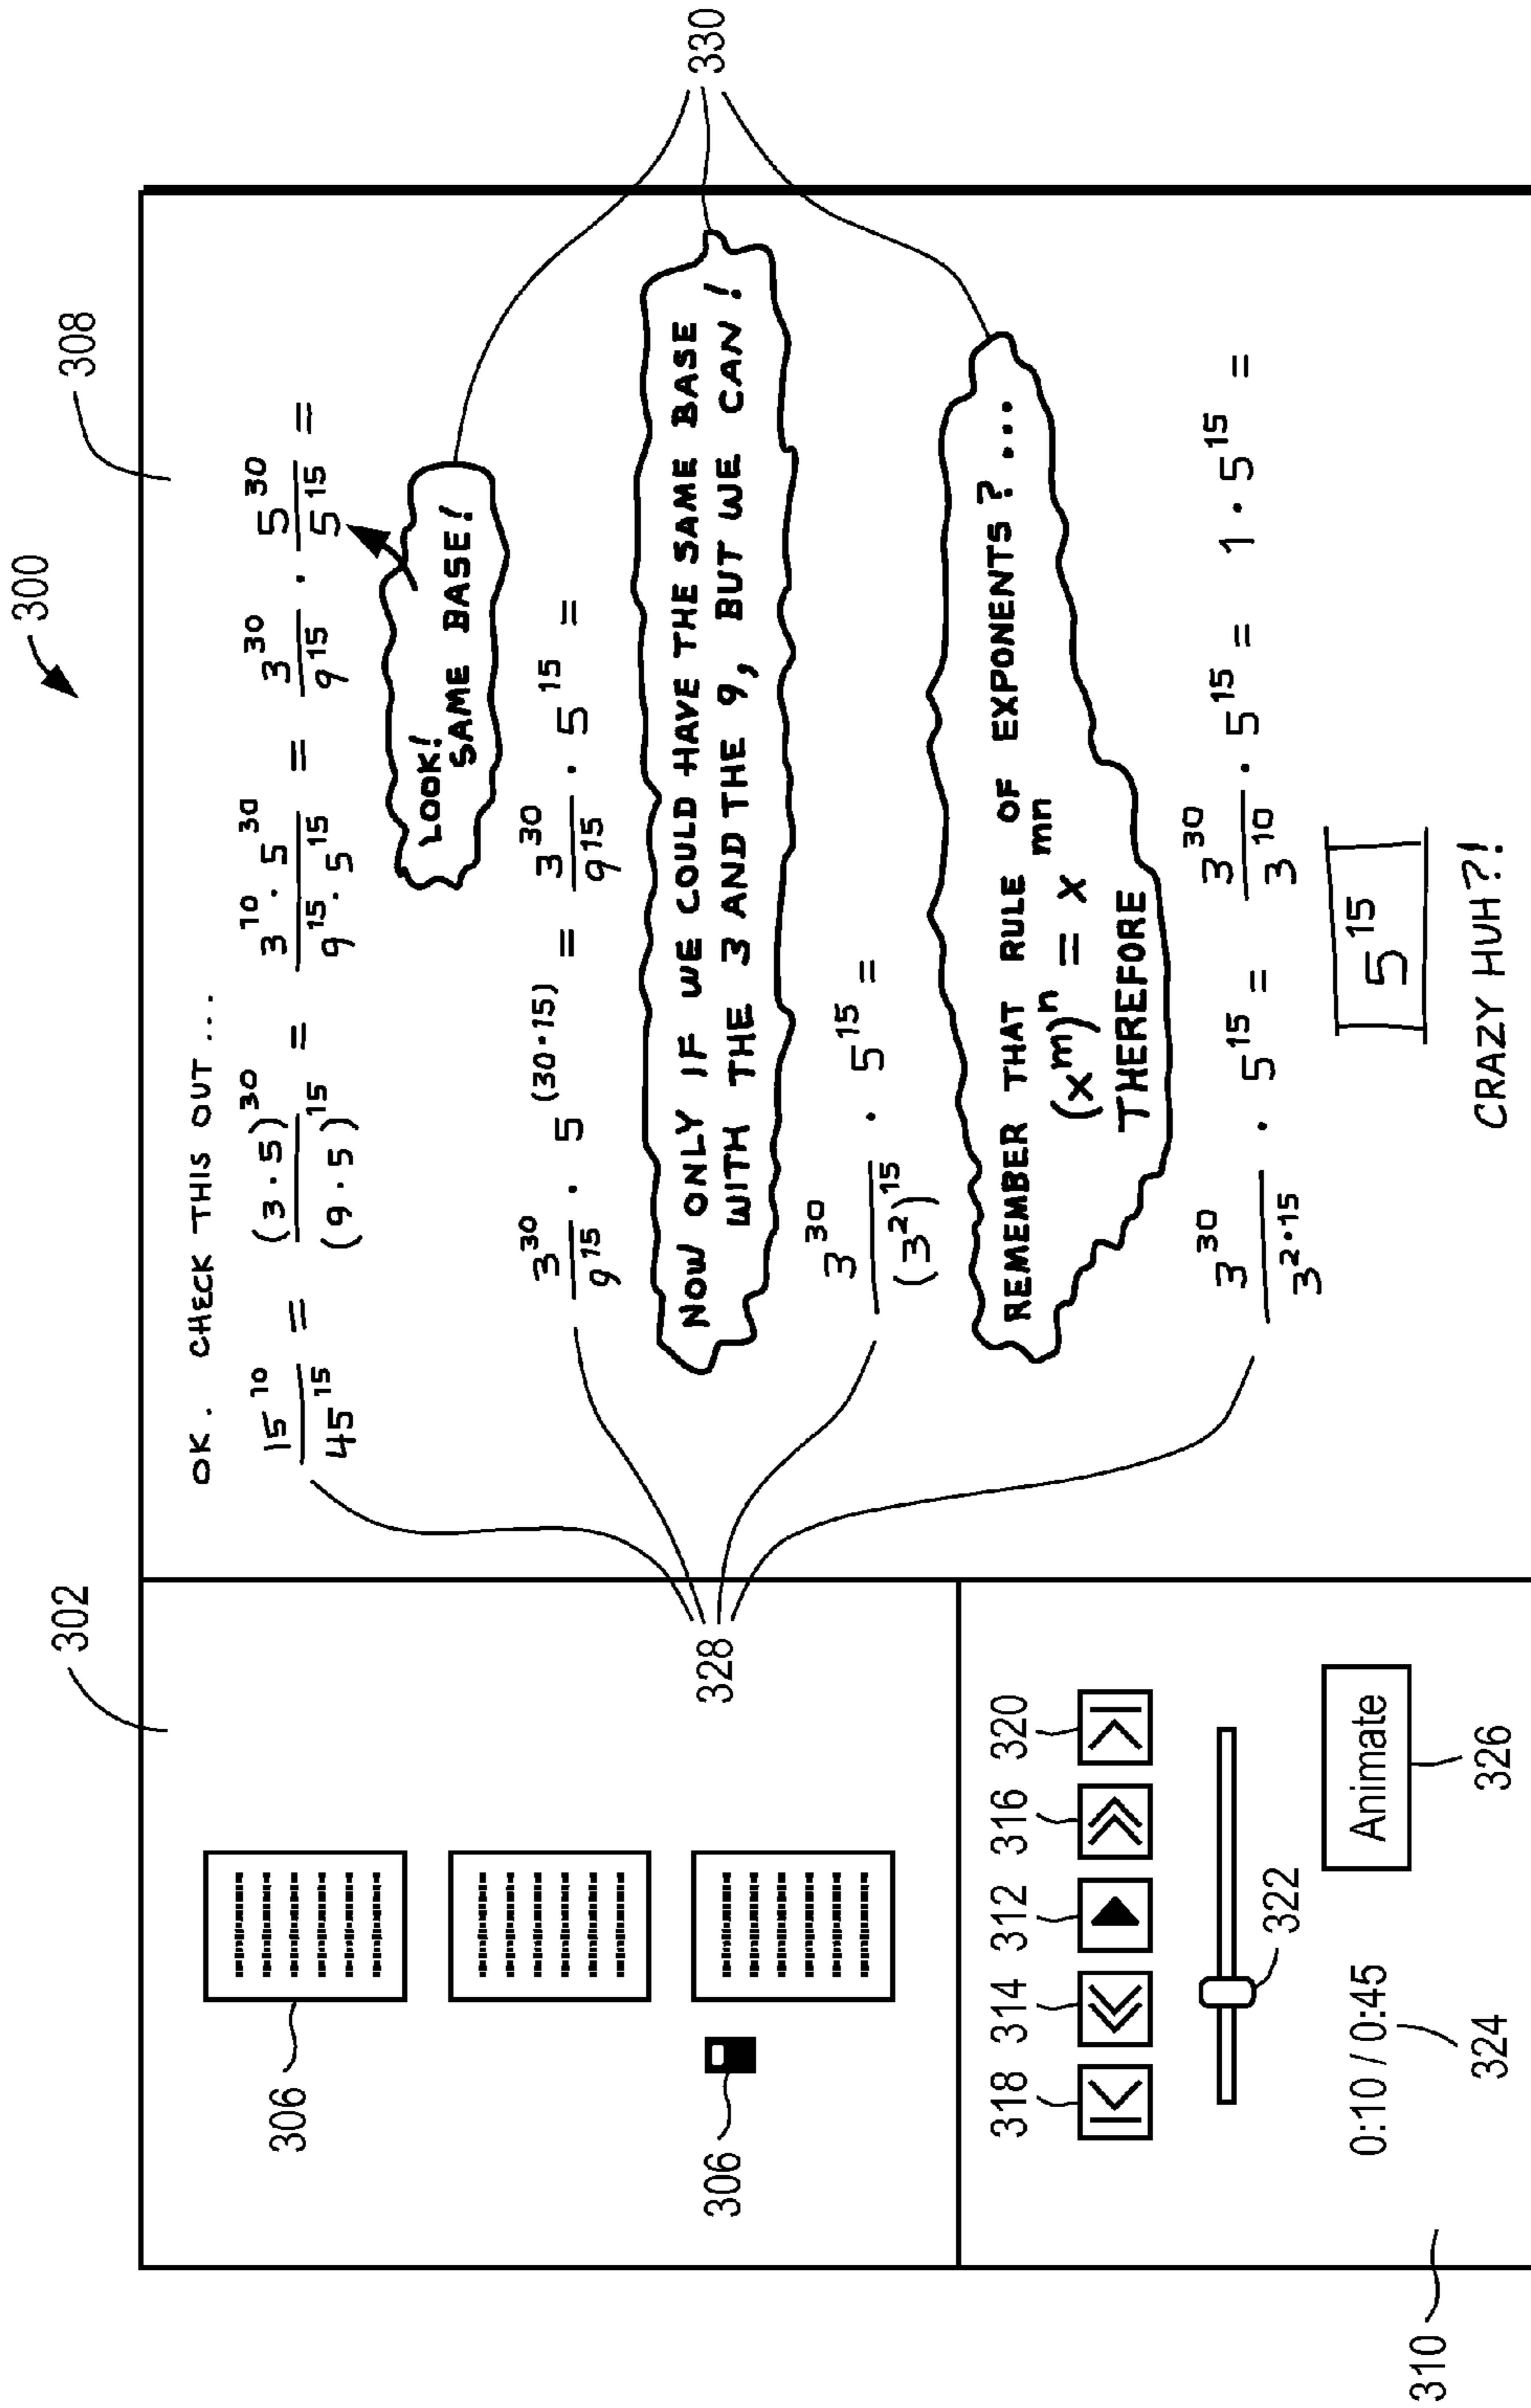 300
302
308
OK. CHECK THIS OUT ...
15^10 / 45^15 = (3 · 5)^30 / (9 · 5)^15 = 3^10 · 5^30 / 9^15 · 5^15 = 3^30 / 9^15 · 5^30 / 5^15 =
LOOK!
SAME BASE!
3^30 / 9^15 · 5^(30·15) = 3^30 / 9^15 · 5^15 =
NOW ONLY IF WE COULD HAVE THE SAME BASE
WITH THE 3 AND THE 9, BUT WE CAN!
3^30 / (3^2)^15 · 5^15 =
REMEMBER THAT RULE OF EXPONENTS?....
(x^m)^n = x^mn
THEREFORE
3^30 / 3^2·15 · 5^15 = 3^30 / 3^10 · 5^15 = 1 · 5^15 =
5^15
CRAZY HUH?!
306
306
328
330
318 314 312 316 320
322
0:10 / 0:45
Animate
324
326
310